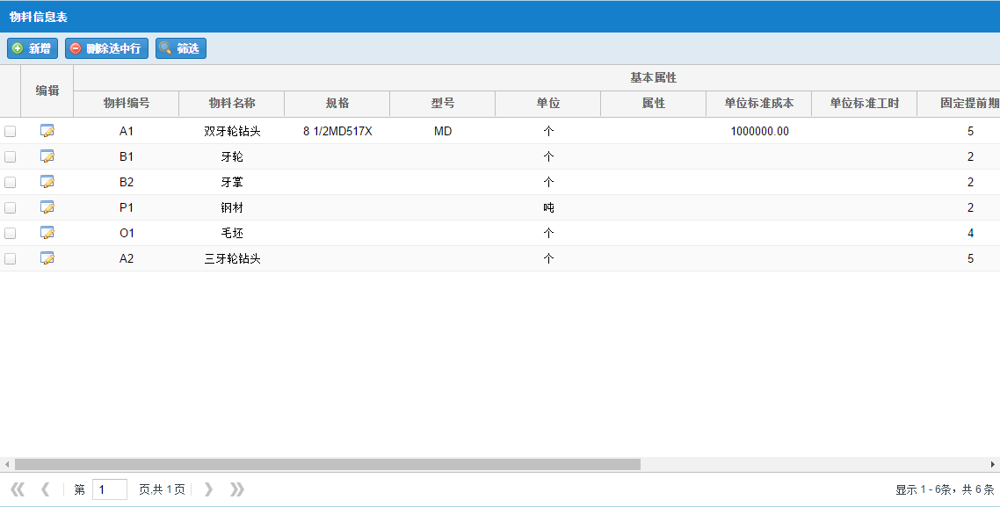 物料信息表
新增 删除选中行 筛选
基本属性
编辑
物料编号 物料名称 规格 型号 单位 属性 单位标准成本 单位标准工时 固定提前期
A1 双牙轮钻头 8 1/2MD517X MD 个 1000000.00 5
B1 牙轮 个 2
B2 牙掌 个 2
P1 钢材 吨 2
O1 毛坯 个 4
A2 三牙轮钻头 个 5
第 1 页,共 1 页 显示 1 - 6条，共 6 条